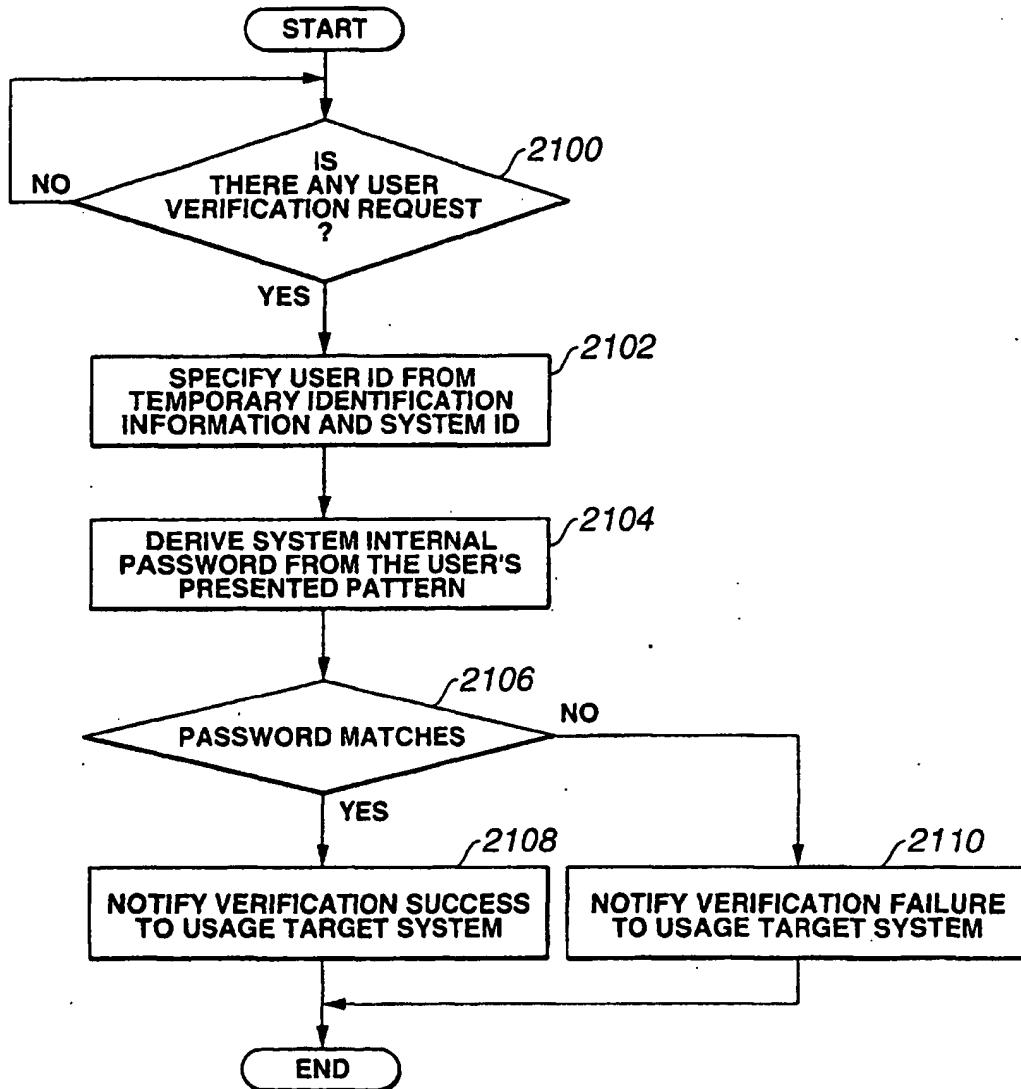 START
IS
THERE ANY USER
VERIFICATION REQUEST
?
2100
NO
YES
2102
SPECIFY USER ID FROM
TEMPORARY IDENTIFICATION
INFORMATION AND SYSTEM ID
2104
DERIVE SYSTEM INTERNAL
PASSWORD FROM THE USER'S
PRESENTED PATTERN
2106
PASSWORD MATCHES
NO
YES
2108
NOTIFY VERIFICATION SUCCESS
TO USAGE TARGET SYSTEM
2110
NOTIFY VERIFICATION FAILURE
TO USAGE TARGET SYSTEM
END